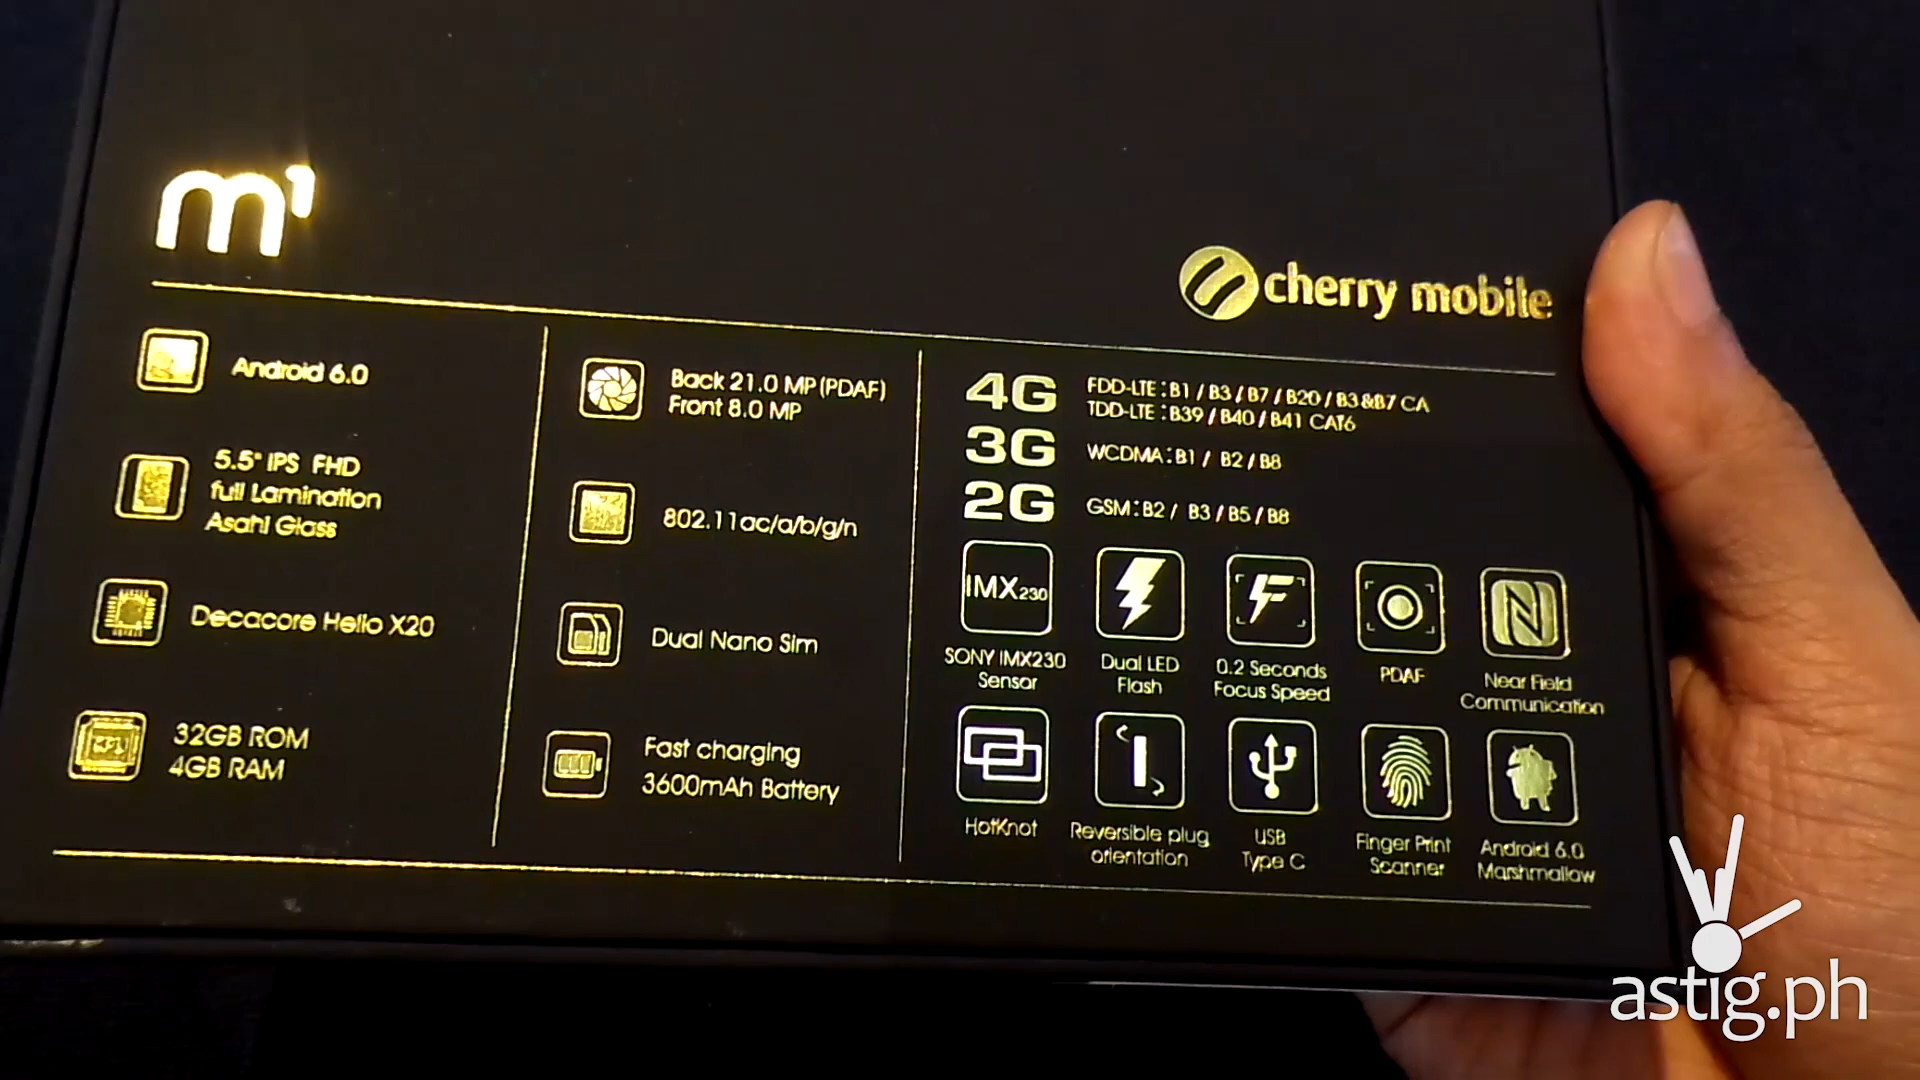 m1
cherry mobile
Android 6.0
5.5" IPS FHD
full Lamination
Asahi Glass
Decacore Helio X20
32GB ROM
4GB RAM
Back 21.0 MP (PDAF)
Front 8.0 MP
802.11ac/a/b/g/n
Dual Nano Sim
Fast charging
3600mAh Battery
4G FDD-LTE : B1 / B3 / B7 / B20 / B3&B7 CA
TDD-LTE : B39 / B40 / B41 CAT6
3G WCDMA : B1 / B2 / B8
2G GSM : B2 / B3 / B5 / B8
IMX230
SONY IMX230
Sensor
Dual LED
Flash
0.2 Seconds
Focus Speed
PDAF
Near Field
Communication
HotKnot
Reversible plug
orientation
USB
Type C
Finger Print
Scanner
Android 6.0
Marshmallow
astig.ph